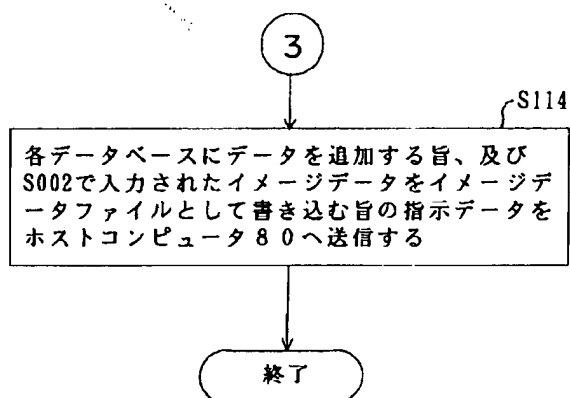 3
S114
各データベースにデータを追加する旨、及び
S002で入力されたイメージデータをイメージデ
ータファイルとして書き込む旨の指示データを
ホストコンピュータ80へ送信する
終了